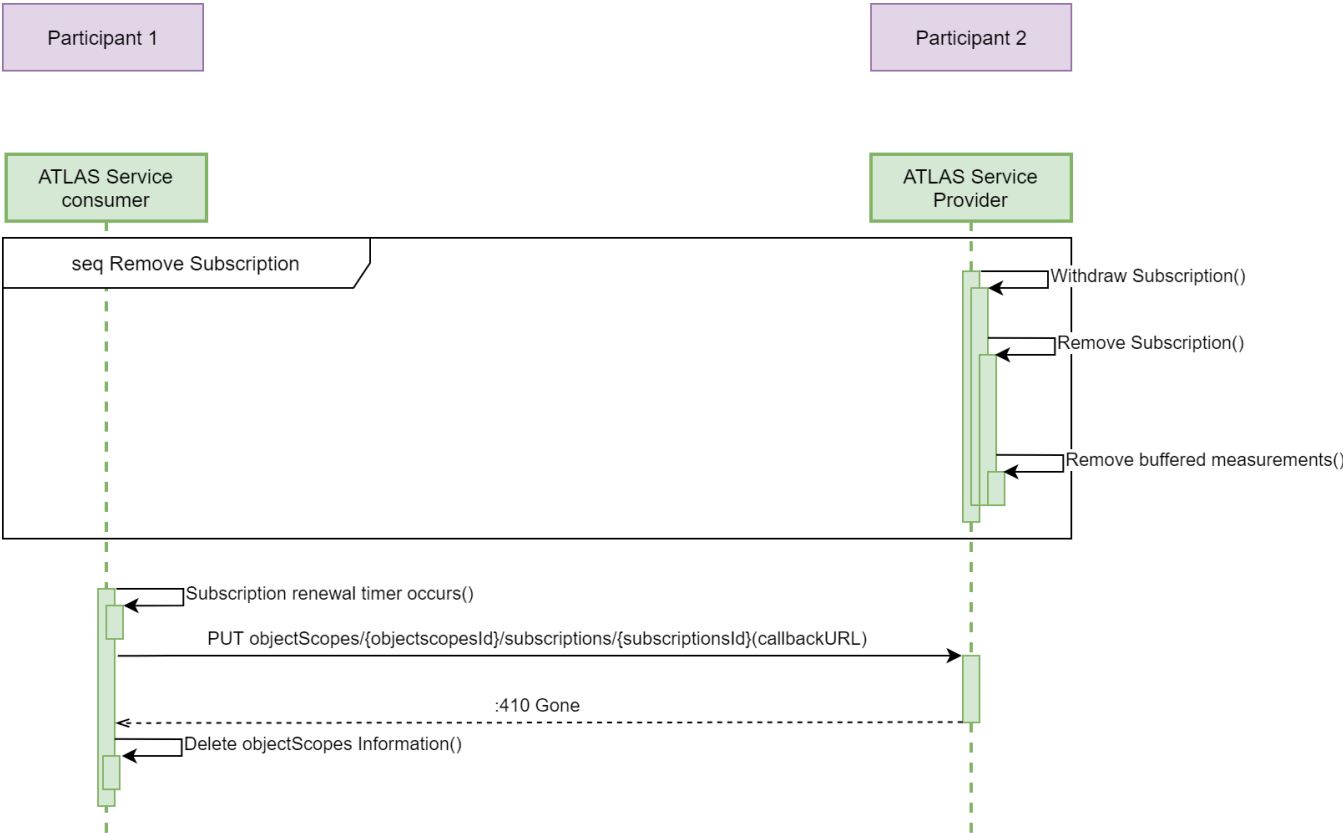 Participant 1
Participant 2
ATLAS Service
consumer
ATLAS Service
Provider
seq Remove Subscription
Withdraw Subscription()
Remove Subscription()
Remove buffered measurements()
Subscription renewal timer occurs()
PUT objectScopes/{objectscopesId}/subscriptions/{subscriptionsId}(callbackURL)
:410 Gone
Delete objectScopes Information()